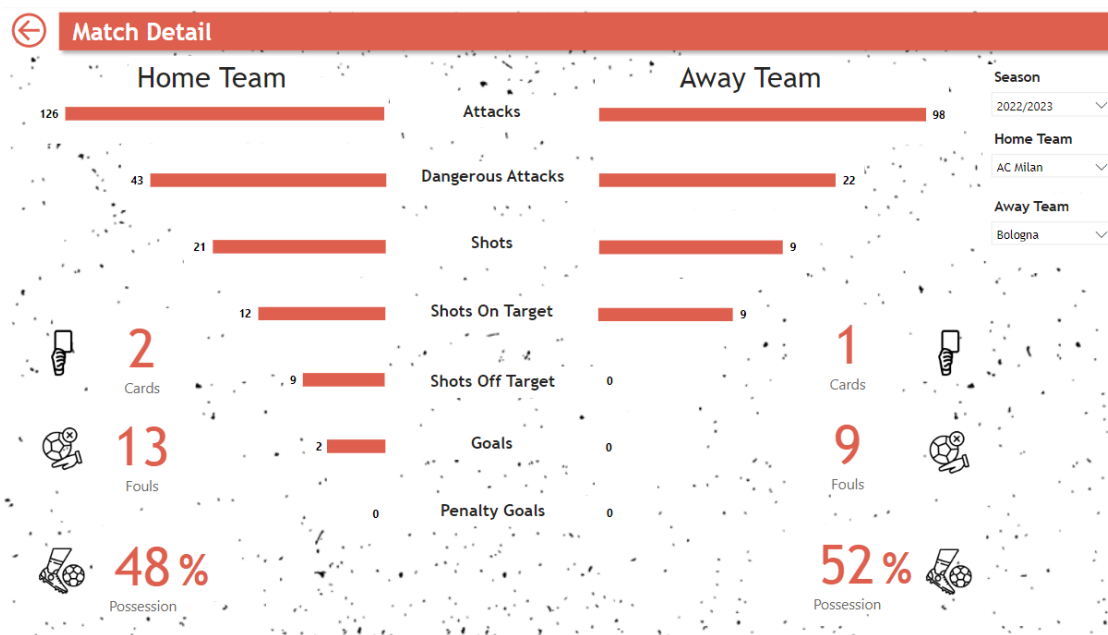 Match Detail
Home Team
Away Team
Season
2022/2023
Home Team
AC Milan
Away Team
Bologna
126 Attacks 98
43 Dangerous Attacks 22
21 Shots 9
12 Shots On Target 9
9 Shots Off Target 0
2 Goals 0
0 Penalty Goals 0
2
Cards
13
Fouls
48 %
Possession
1
Cards
9
Fouls
52 %
Possession